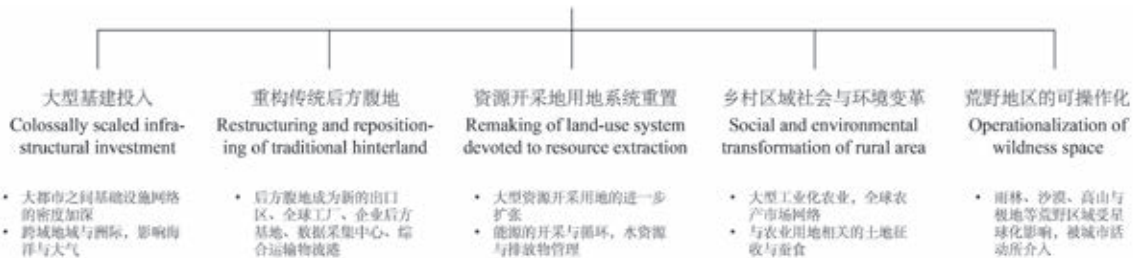 大型基建投入
Colossally scaled infra-
structural investment
• 大都市之间基础设施网络
的密度加深
• 跨域地域与洲际，影响海
洋与大气
重构传统后方腹地
Restructuring and reposition-
ing of traditional hinterland
• 后方腹地成为新的出口
区、全球工厂、企业后方
基地、数据采集中心、综
合运输物流港
资源开采地用地系统重置
Remaking of land-use system
devoted to resource extraction
• 大型资源开采用地的进一步
扩张
• 能源的开采与循环，水资源
与排放物管理
乡村区域社会与环境变革
Social and environmental
transformation of rural area
• 大型工业化农业，全球农
产市场网络
• 与农业用地相关的土地征
收与蚕食
荒野地区的可操作化
Operationalization of
wildness space
• 雨林、沙漠、高山与
极地等荒野区域受星
球化影响，被城市活
动所介入